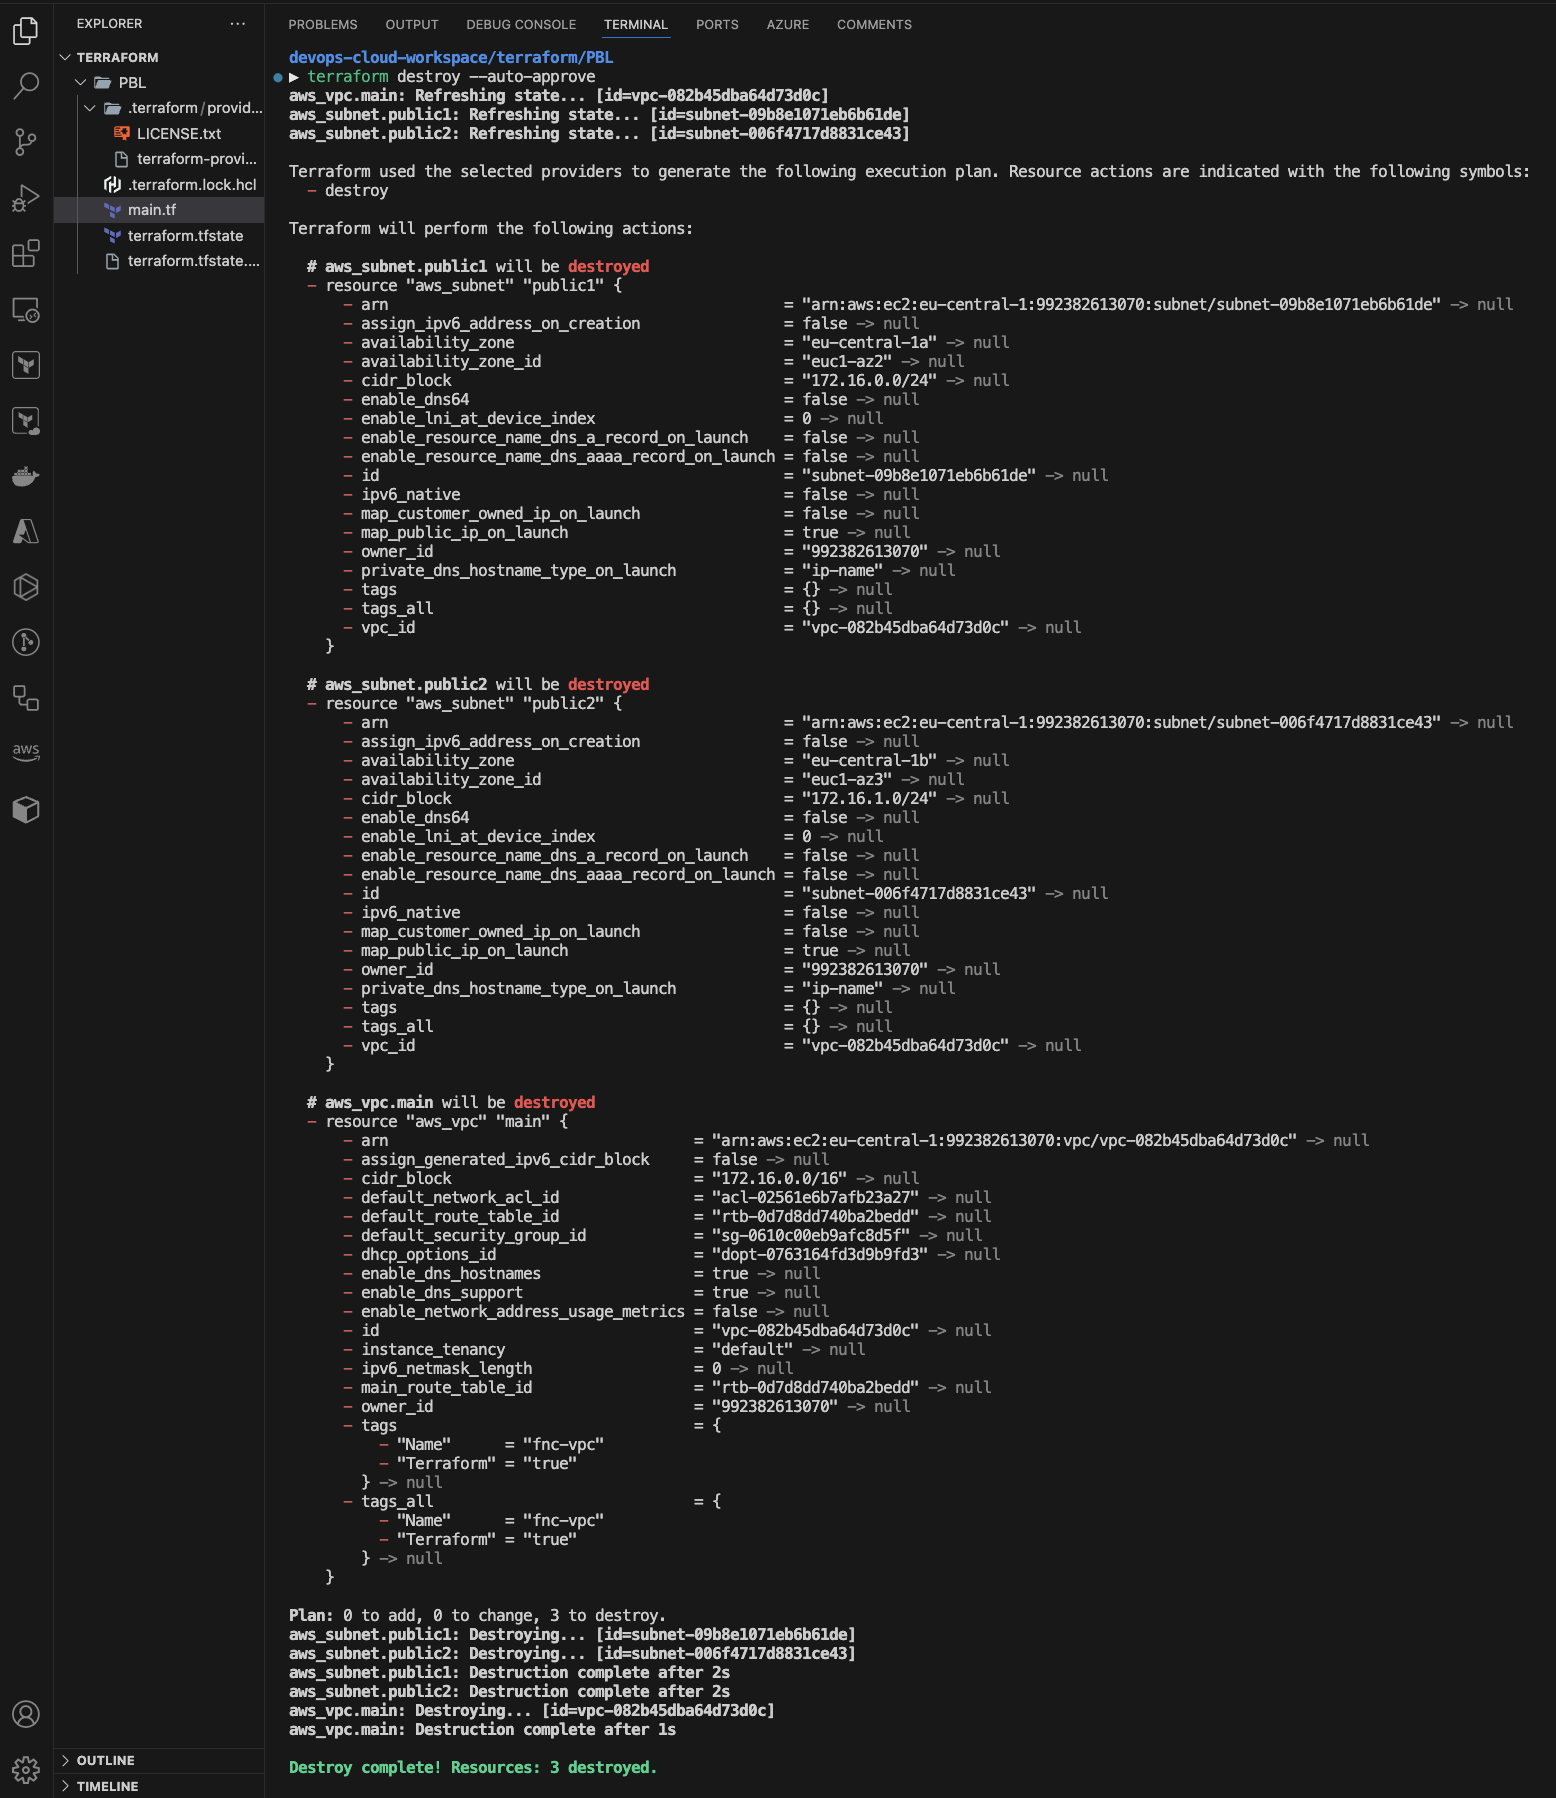 EXPLORER
TERRAFORM
PBL
.terraform/provid...
LICENSE.txt
terraform-provi...
.terraform.lock.hcl
main.tf
terraform.tfstate
terraform.tfstate....
aws
OUTLINE
TIMELINE
PROBLEMS OUTPUT DEBUG CONSOLE TERMINAL PORTS AZURE COMMENTS
devops-cloud-workspace/terraform/PBL
▶ terraform destroy --auto-approve
aws_vpc.main: Refreshing state... [id=vpc-082b45dba64d73d0c]
aws_subnet.public1: Refreshing state... [id=subnet-09b8e1071eb6b61de]
aws_subnet.public2: Refreshing state... [id=subnet-006f4717d8831ce43]
Terraform used the selected providers to generate the following execution plan. Resource actions are indicated with the following symbols:
- destroy
Terraform will perform the following actions:
# aws_subnet.public1 will be destroyed
- resource "aws_subnet" "public1" {
- arn = "arn:aws:ec2:eu-central-1:992382613070:subnet/subnet-09b8e1071eb6b61de" -> null
- assign_ipv6_address_on_creation = false -> null
- availability_zone = "eu-central-1a" -> null
- availability_zone_id = "euc1-az2" -> null
- cidr_block = "172.16.0.0/24" -> null
- enable_dns64 = false -> null
- enable_lni_at_device_index = 0 -> null
- enable_resource_name_dns_a_record_on_launch = false -> null
- enable_resource_name_dns_aaaa_record_on_launch = false -> null
- id = "subnet-09b8e1071eb6b61de" -> null
- ipv6_native = false -> null
- map_customer_owned_ip_on_launch = false -> null
- map_public_ip_on_launch = true -> null
- owner_id = "992382613070" -> null
- private_dns_hostname_type_on_launch = "ip-name" -> null
- tags = {} -> null
- tags_all = {} -> null
- vpc_id = "vpc-082b45dba64d73d0c" -> null
}
# aws_subnet.public2 will be destroyed
- resource "aws_subnet" "public2" {
- arn = "arn:aws:ec2:eu-central-1:992382613070:subnet/subnet-006f4717d8831ce43" -> null
- assign_ipv6_address_on_creation = false -> null
- availability_zone = "eu-central-1b" -> null
- availability_zone_id = "euc1-az3" -> null
- cidr_block = "172.16.1.0/24" -> null
- enable_dns64 = false -> null
- enable_lni_at_device_index = 0 -> null
- enable_resource_name_dns_a_record_on_launch = false -> null
- enable_resource_name_dns_aaaa_record_on_launch = false -> null
- id = "subnet-006f4717d8831ce43" -> null
- ipv6_native = false -> null
- map_customer_owned_ip_on_launch = false -> null
- map_public_ip_on_launch = true -> null
- owner_id = "992382613070" -> null
- private_dns_hostname_type_on_launch = "ip-name" -> null
- tags = {} -> null
- tags_all = {} -> null
- vpc_id = "vpc-082b45dba64d73d0c" -> null
}
# aws_vpc.main will be destroyed
- resource "aws_vpc" "main" {
- arn = "arn:aws:ec2:eu-central-1:992382613070:vpc/vpc-082b45dba64d73d0c" -> null
- assign_generated_ipv6_cidr_block = false -> null
- cidr_block = "172.16.0.0/16" -> null
- default_network_acl_id = "acl-02561e6b7afb23a27" -> null
- default_route_table_id = "rtb-0d7d8dd740ba2bedd" -> null
- default_security_group_id = "sg-0610c00eb9afc8d5f" -> null
- dhcp_options_id = "dopt-0763164fd3d9b9fd3" -> null
- enable_dns_hostnames = true -> null
- enable_dns_support = true -> null
- enable_network_address_usage_metrics = false -> null
- id = "vpc-082b45dba64d73d0c" -> null
- instance_tenancy = "default" -> null
- ipv6_netmask_length = 0 -> null
- main_route_table_id = "rtb-0d7d8dd740ba2bedd" -> null
- owner_id = "992382613070" -> null
- tags = {
- "Name" = "fnc-vpc"
- "Terraform" = "true"
} -> null
- tags_all = {
- "Name" = "fnc-vpc"
- "Terraform" = "true"
} -> null
}
Plan: 0 to add, 0 to change, 3 to destroy.
aws_subnet.public1: Destroying... [id=subnet-09b8e1071eb6b61de]
aws_subnet.public2: Destroying... [id=subnet-006f4717d8831ce43]
aws_subnet.public1: Destruction complete after 2s
aws_subnet.public2: Destruction complete after 2s
aws_vpc.main: Destroying... [id=vpc-082b45dba64d73d0c]
aws_vpc.main: Destruction complete after 1s
Destroy complete! Resources: 3 destroyed.